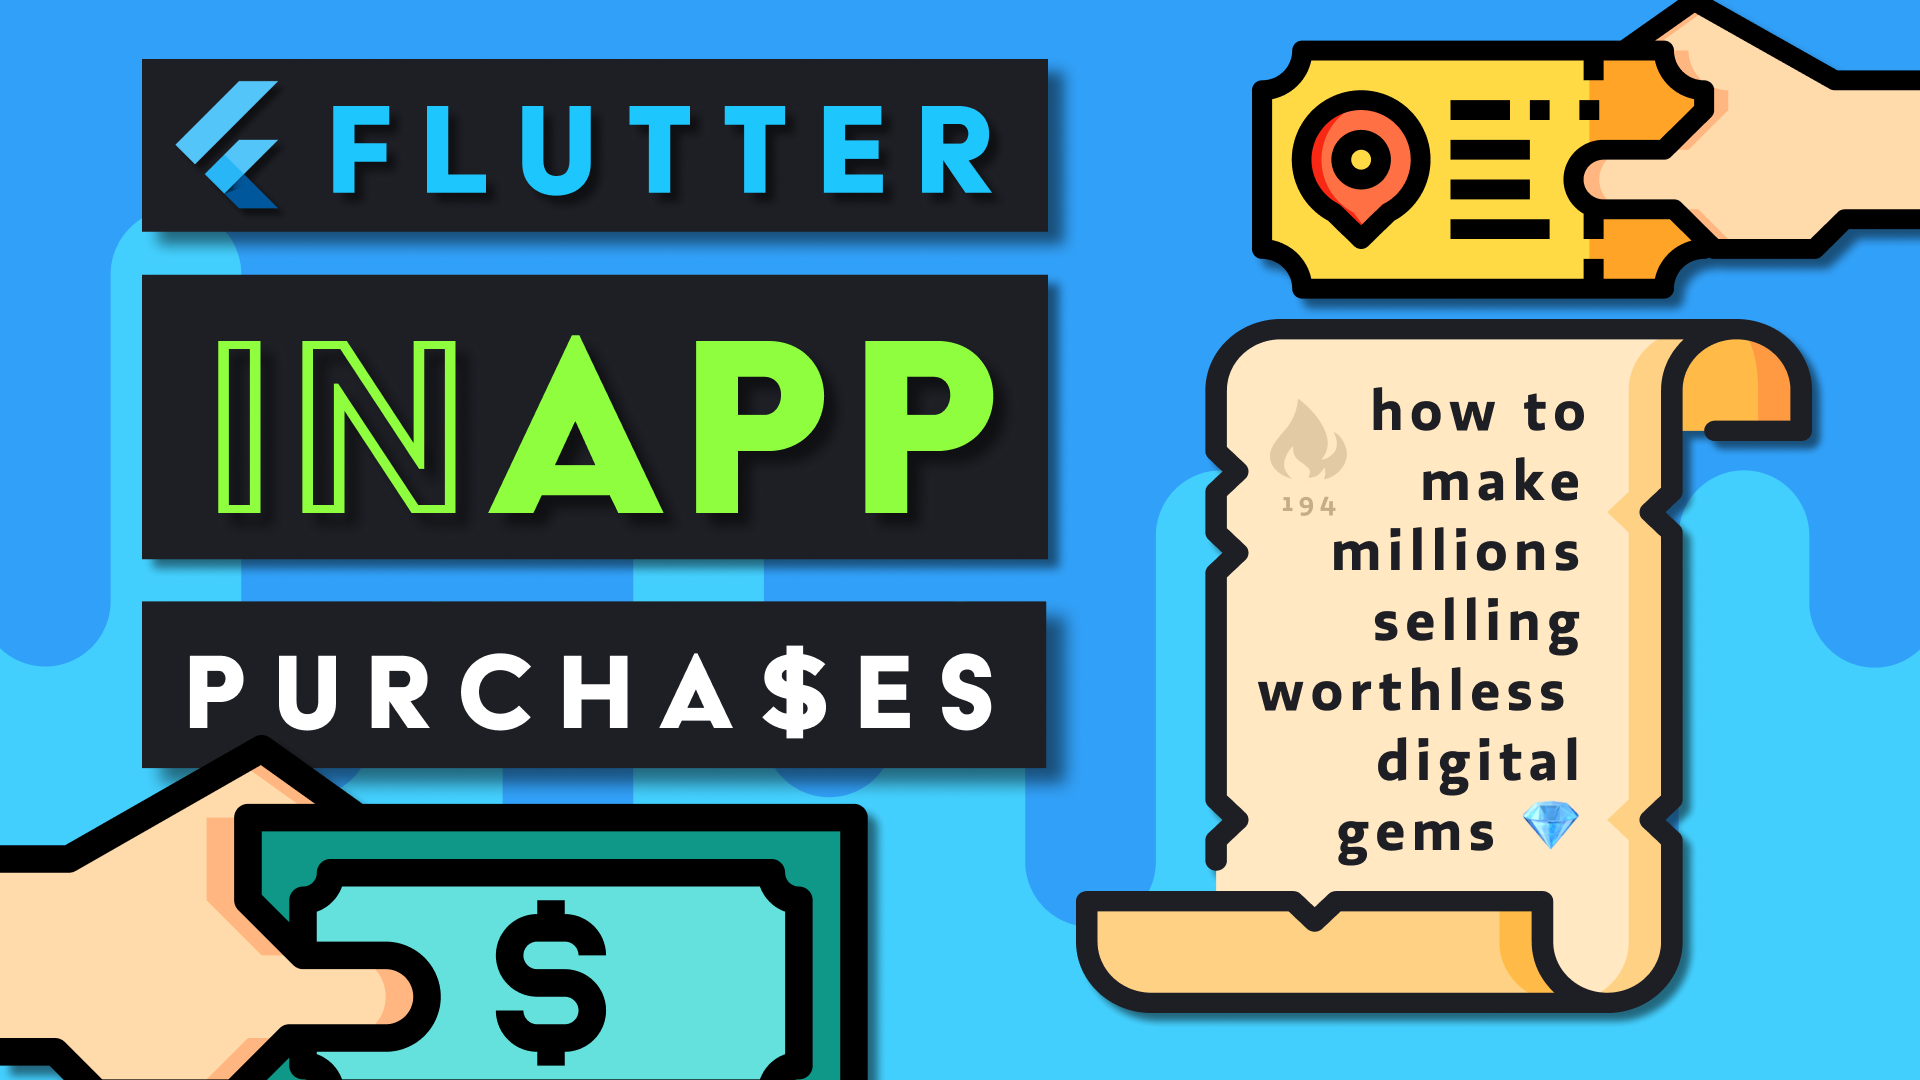 FLUTTER
INAPP
PURCHA$ES
how to
make
millions
selling
worthless
digital
gems 💎
194
$